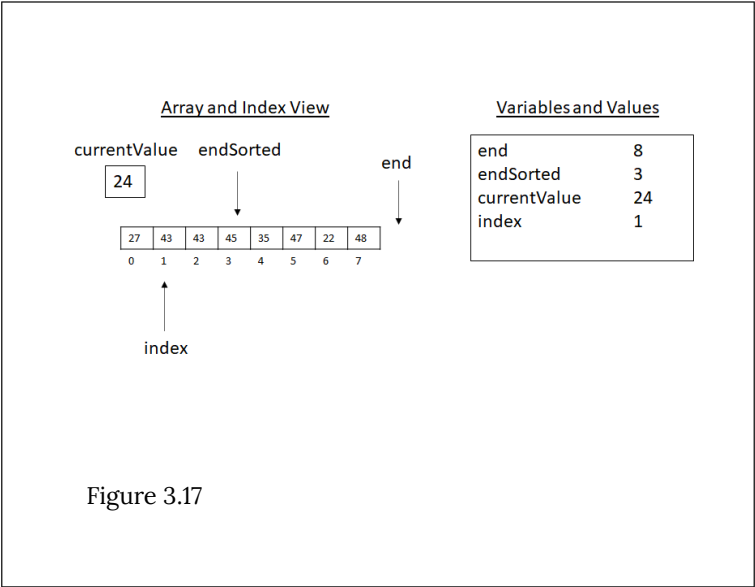 Array and Index View
Variables and Values
currentValue endSorted
end
24
27 43 43 45 35 47 22 48
0 1 2 3 4 5 6 7
index
end 8
endSorted 3
currentValue 24
index 1
Figure 3.17